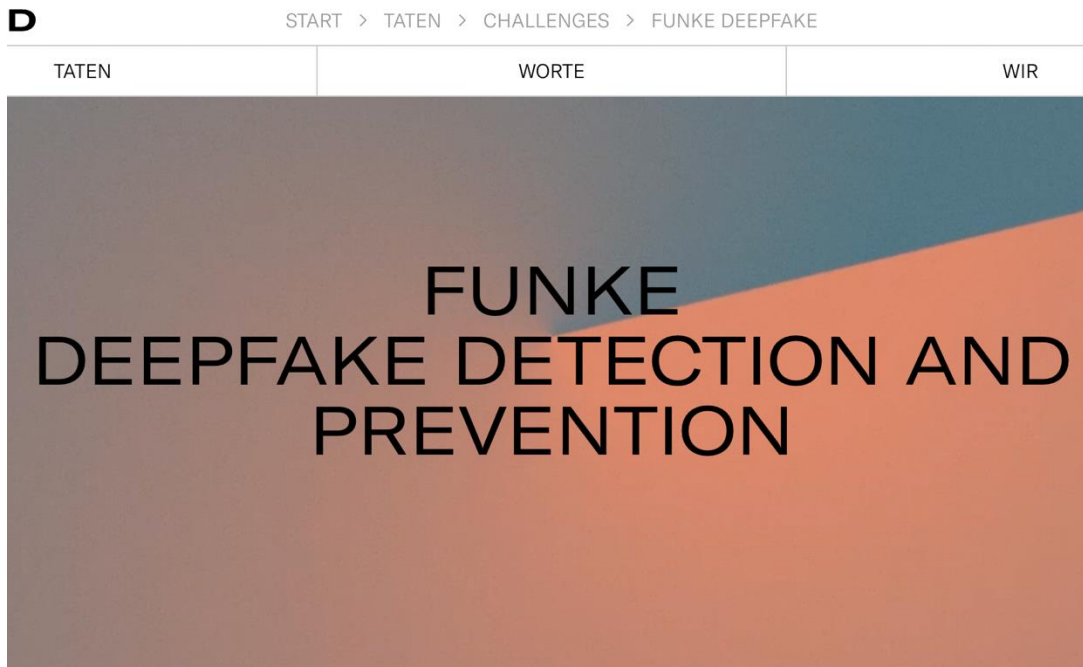 D
START > TATEN > CHALLENGES > FUNKE DEEPFAKE
TATEN
WORTE
WIR
FUNKE
DEEPFAKE DETECTION AND
PREVENTION